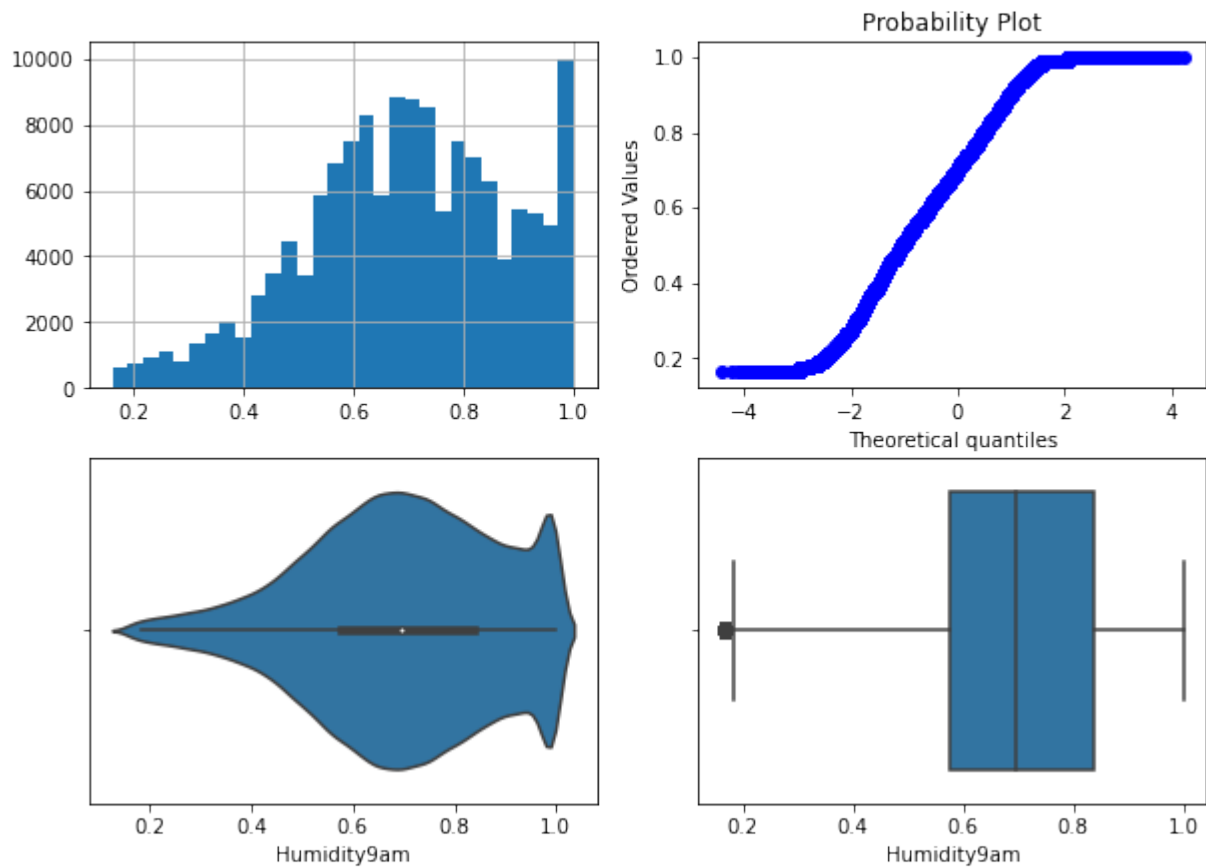 10000
8000
6000
4000
2000
0
0.2 0.4 0.6 0.8 1.0
Probability Plot
Ordered Values
1.0
0.8
0.6
0.4
0.2
−4 −2 0 2 4
Theoretical quantiles
0.2 0.4 0.6 0.8 1.0
Humidity9am
0.2 0.4 0.6 0.8 1.0
Humidity9am